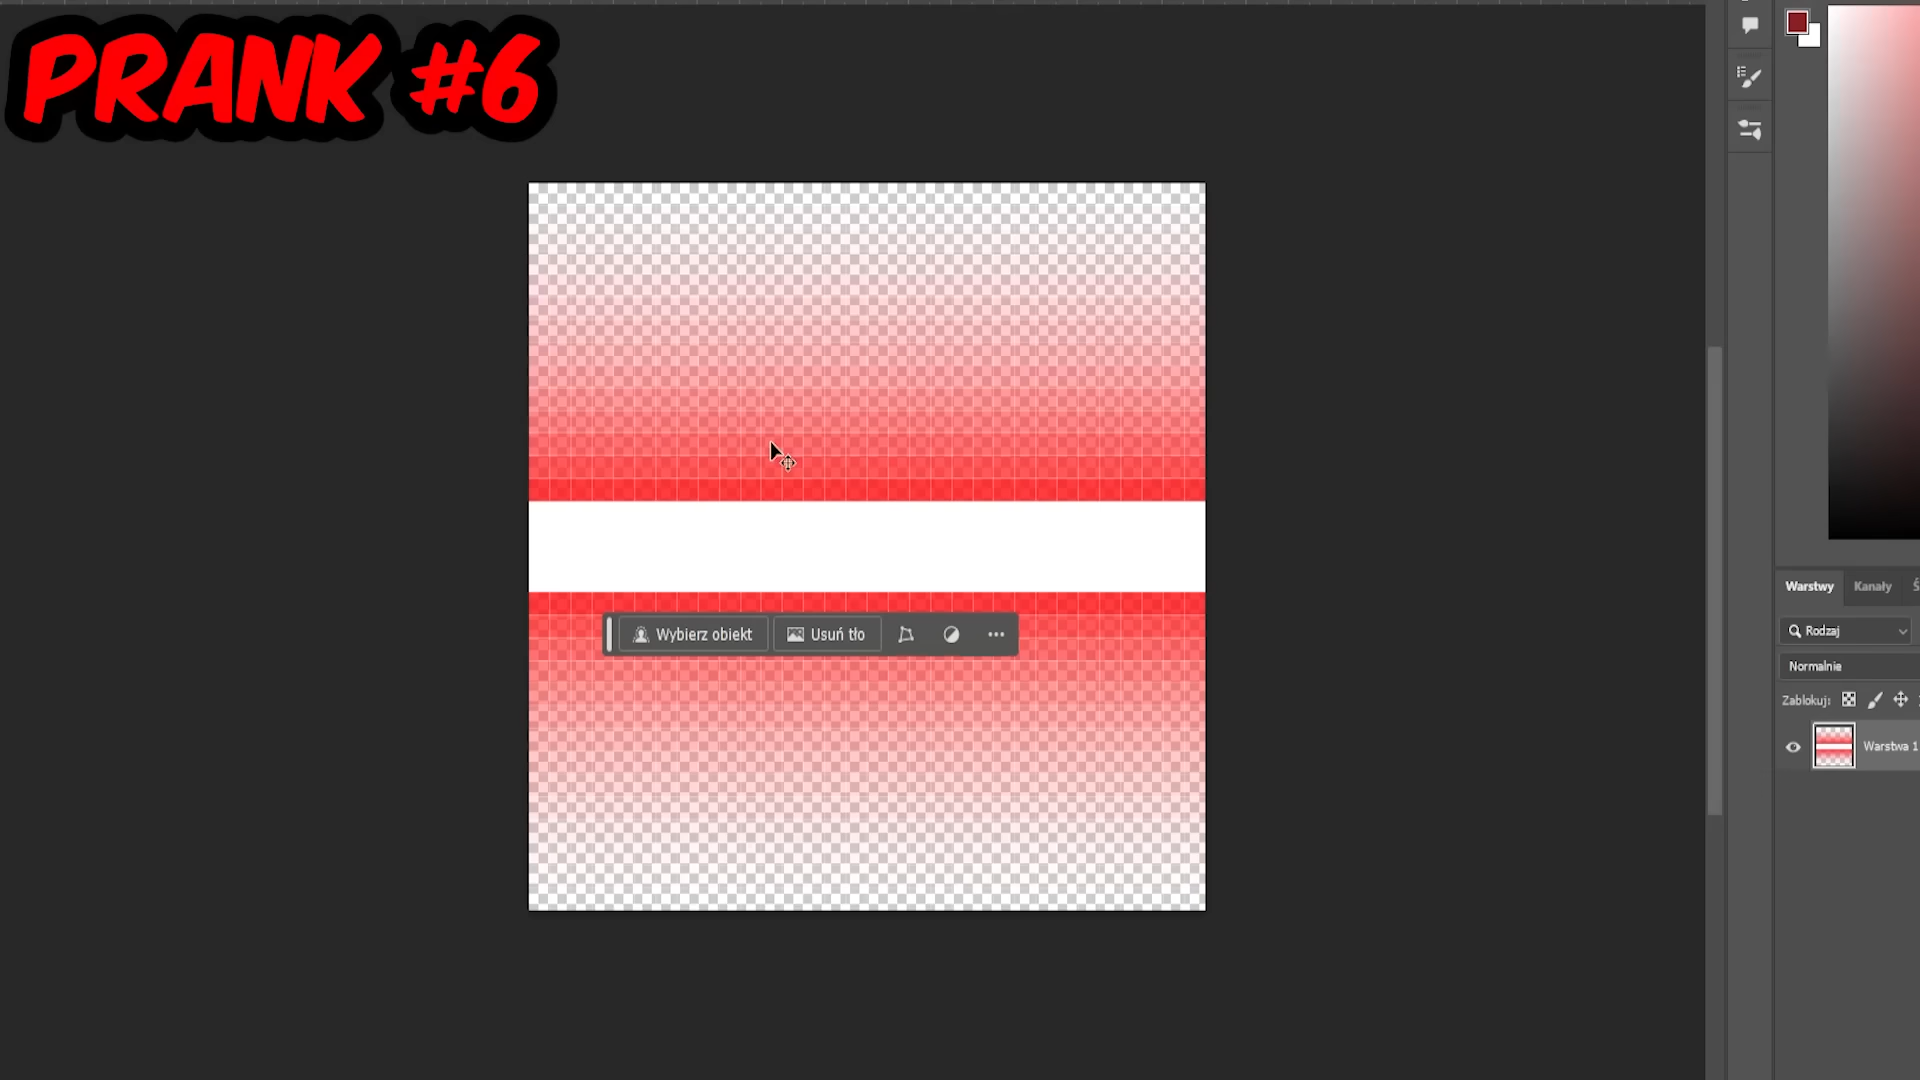 PRANK #6
Wybierz obiekt
Usuń tło
Warstwy
Kanały
Rodzaj
Normalnie
Zablokuj:
Warstwa 1